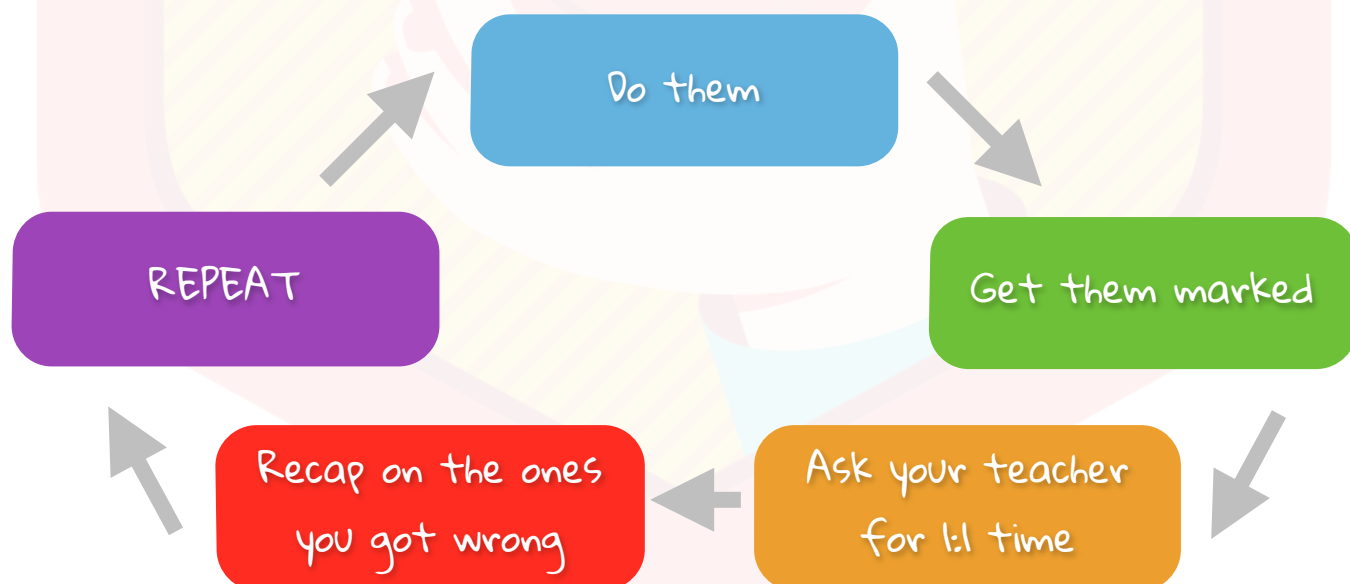 Do them
Get them marked
Ask your teacher
for 1:1 time
Recap on the ones
you got wrong
REPEAT